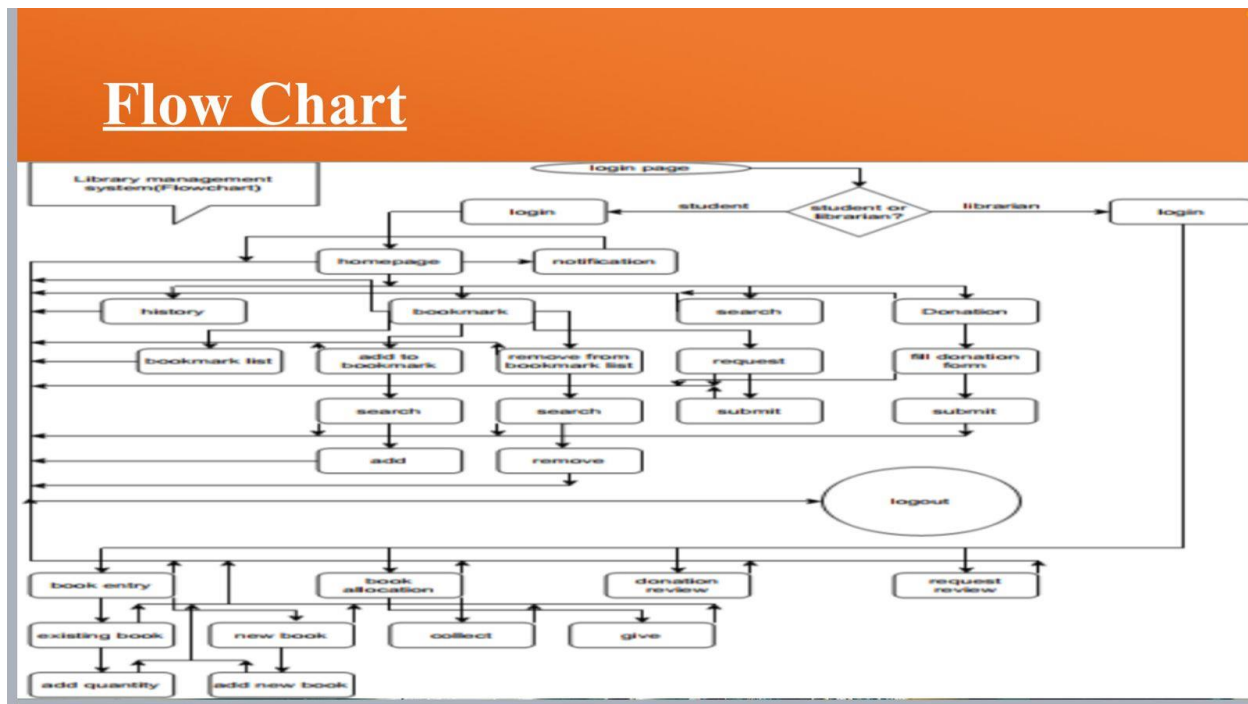 Flow Chart
Library management
system(Flowchart)
login page
login
student
student or
librarian?
librarian
login
homepage
notification
history
bookmark
search
Donation
bookmark list
add to
bookmark
remove from
bookmark list
request
fill donation
form
search
search
submit
submit
add
remove
logout
book entry
book
allocation
donation
review
request
review
existing book
new book
collect
give
add quantity
add new book